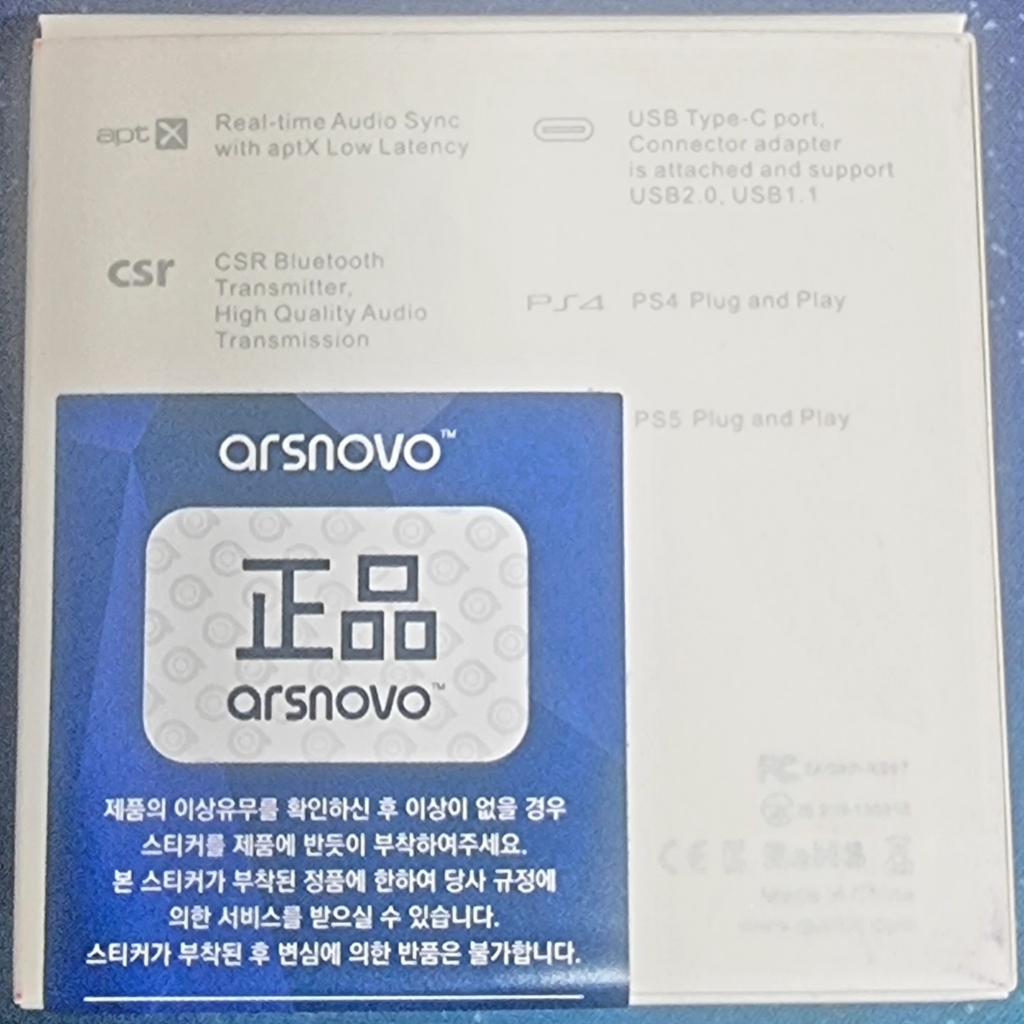 aptX
Real-time Audio Sync
with aptX Low Latency
USB Type-C port,
Connector adapter
is attached and support
USB2.0, USB1.1
csr
CSR Bluetooth
Transmitter,
High Quality Audio
Transmission
PS4
PS4 Plug and Play
PS5 Plug and Play
arsnovo™
正品
arsnovo™
제품의 이상유무를 확인하신 후 이상이 없을 경우
스티커를 제품에 반듯이 부착하여주세요.
본 스티커가 부착된 정품에 한하여 당사 규정에
의한 서비스를 받으실 수 있습니다.
스티커가 부착된 후 변심에 의한 반품은 불가합니다.
FC
CE RoHS
Made in China